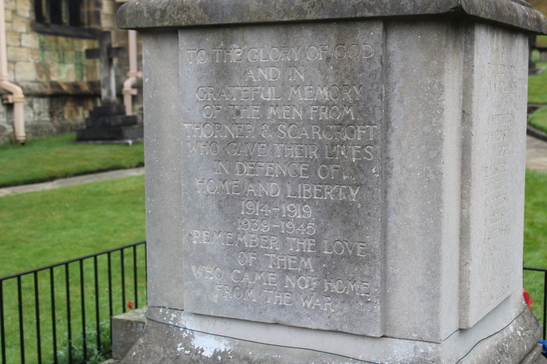 TO THE GLORY OF GOD
AND IN
GRATEFUL MEMORY
OF THE MEN FROM
THORNER & SCARCROFT
WHO GAVE THEIR LIVES
IN DEFENCE OF
HOME AND LIBERTY
1914-1919
1939-1945
REMEMBER THE LOVE
OF THEM
WHO CAME NOT HOME
FROM THE WAR